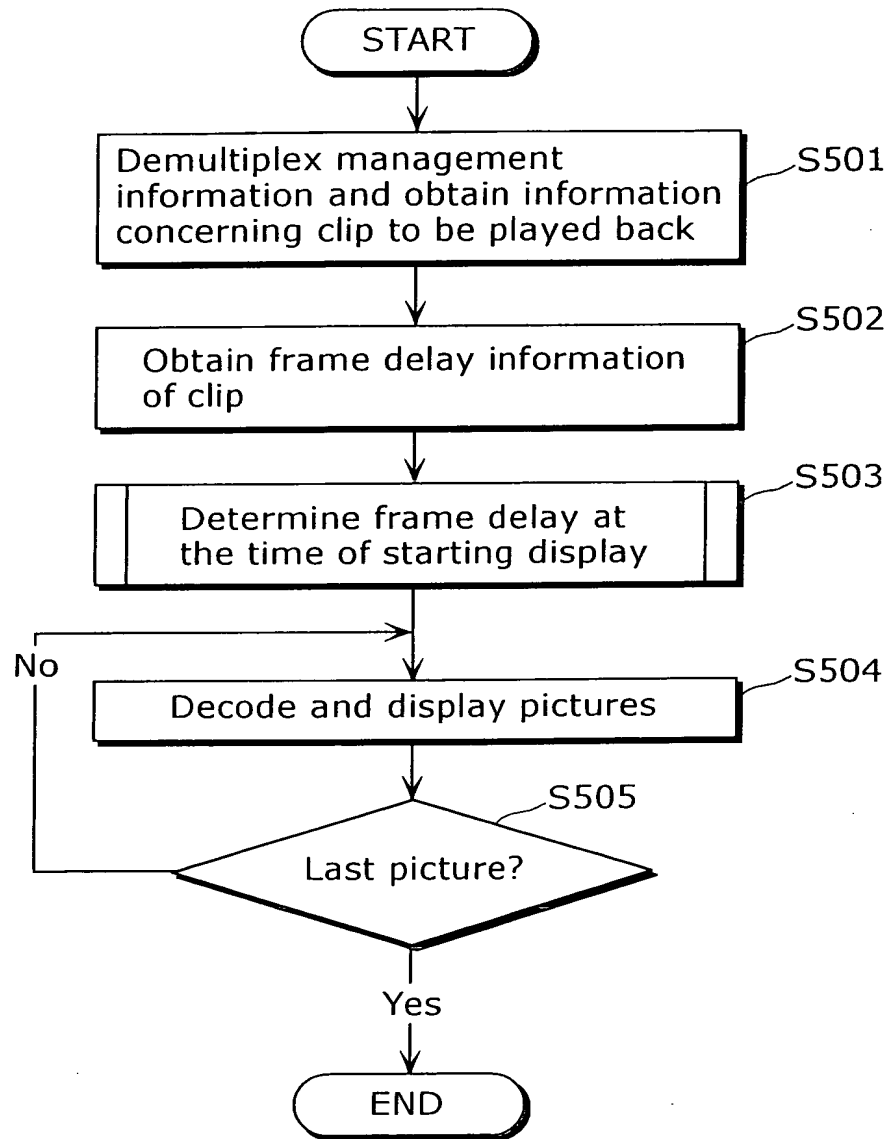 START
Demultiplex management
information and obtain information
concerning clip to be played back
S501
Obtain frame delay information
of clip
S502
Determine frame delay at
the time of starting display
S503
No
Decode and display pictures
S504
Last picture?
S505
Yes
END